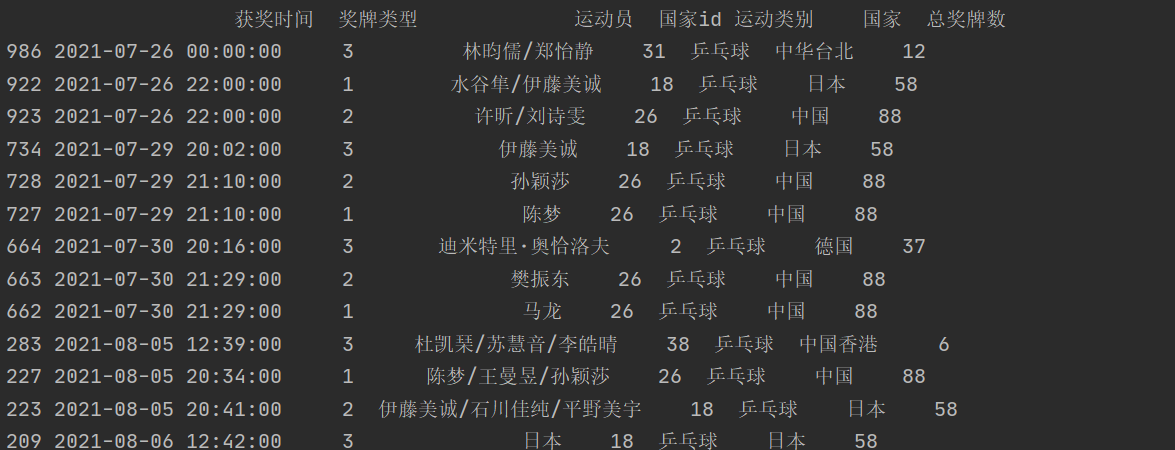 获奖时间 奖牌类型 运动员 国家id 运动类别 国家 总奖牌数
986 2021-07-26 00:00:00 3 林昀儒/郑怡静 31 乒乓球 中华台北 12
922 2021-07-26 22:00:00 1 水谷隼/伊藤美诚 18 乒乓球 日本 58
923 2021-07-26 22:00:00 2 许昕/刘诗雯 26 乒乓球 中国 88
734 2021-07-29 20:02:00 3 伊藤美诚 18 乒乓球 日本 58
728 2021-07-29 21:10:00 2 孙颖莎 26 乒乓球 中国 88
727 2021-07-29 21:10:00 1 陈梦 26 乒乓球 中国 88
664 2021-07-30 20:16:00 3 迪米特里·奥恰洛夫 2 乒乓球 德国 37
663 2021-07-30 21:29:00 2 樊振东 26 乒乓球 中国 88
662 2021-07-30 21:29:00 1 马龙 26 乒乓球 中国 88
283 2021-08-05 12:39:00 3 杜凯琹/苏慧音/李皓晴 38 乒乓球 中国香港 6
227 2021-08-05 20:34:00 1 陈梦/王曼昱/孙颖莎 26 乒乓球 中国 88
223 2021-08-05 20:41:00 2 伊藤美诚/石川佳纯/平野美宇 18 乒乓球 日本 58
209 2021-08-06 12:42:00 3 日本 18 乒乓球 日本 58